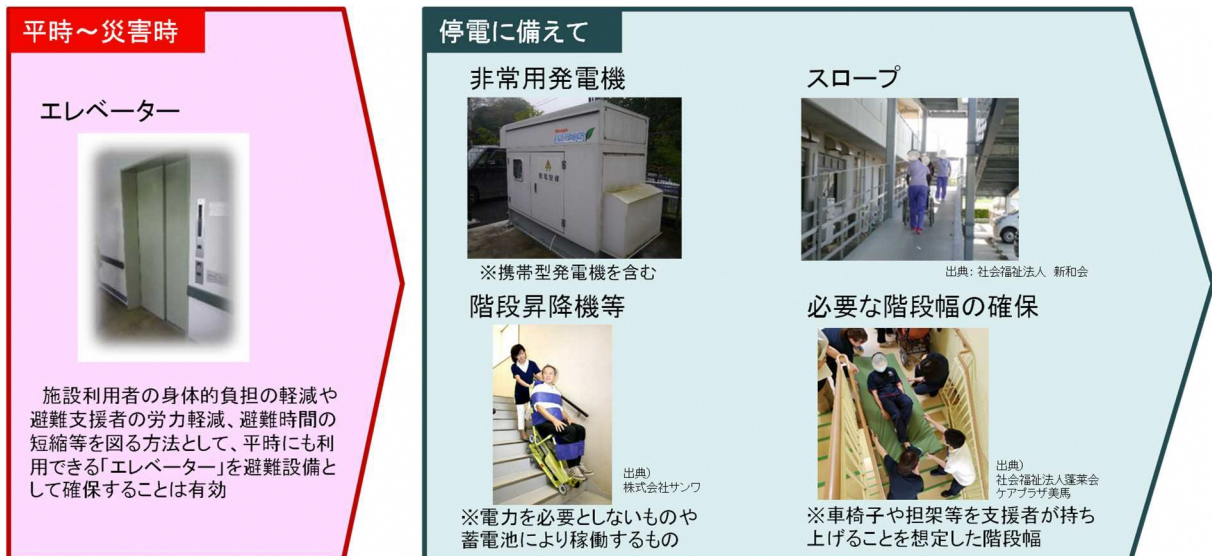 平時～災害時
エレベーター
施設利用者の身体的負担の軽減や
避難支援者の労力軽減、避難時間の
短縮等を図る方法として、平時にも利
用できる「エレベーター」を避難設備と
して確保することは有効
停電に備えて
非常用発電機
※携帯型発電機を含む
スロープ
出典：社会福祉法人 新和会
階段昇降機等
出典）
株式会社サンワ
※電力を必要としないものや
蓄電池により稼働するもの
必要な階段幅の確保
出典）
社会福祉法人蓬莱会
ケアプラザ美馬
※車椅子や担架等を支援者が持ち
上げることを想定した階段幅